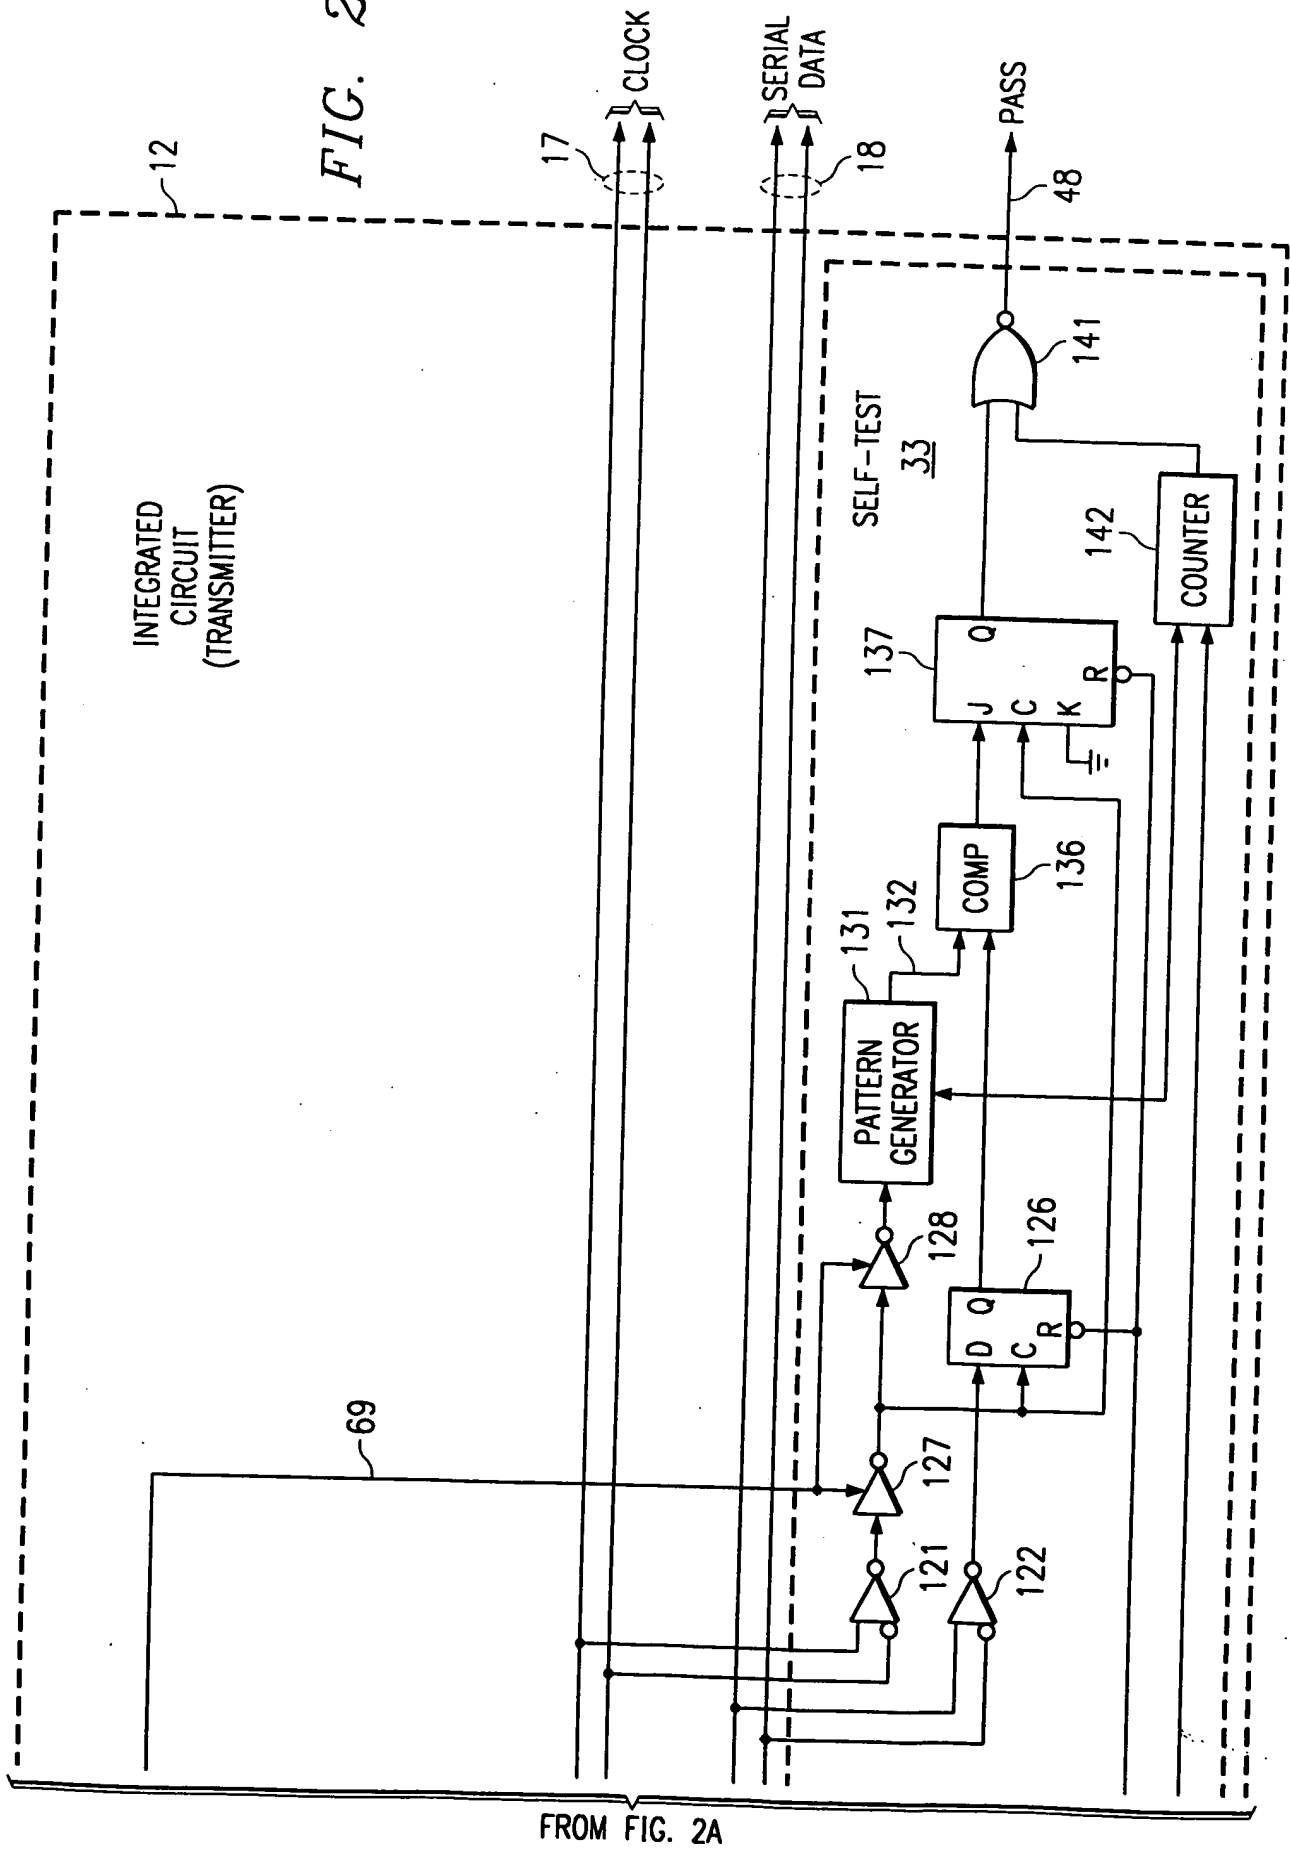 FIG. 2
12
INTEGRATED
CIRCUIT
(TRANSMITTER)
17
CLOCK
SERIAL
DATA
18
69
SELF-TEST
33
PASS
48
141
142
COUNTER
137
J
Q
C
K
R
136
COMP
132
131
PATTERN
GENERATOR
128
126
D
Q
C
R
127
121
122
FROM FIG. 2A